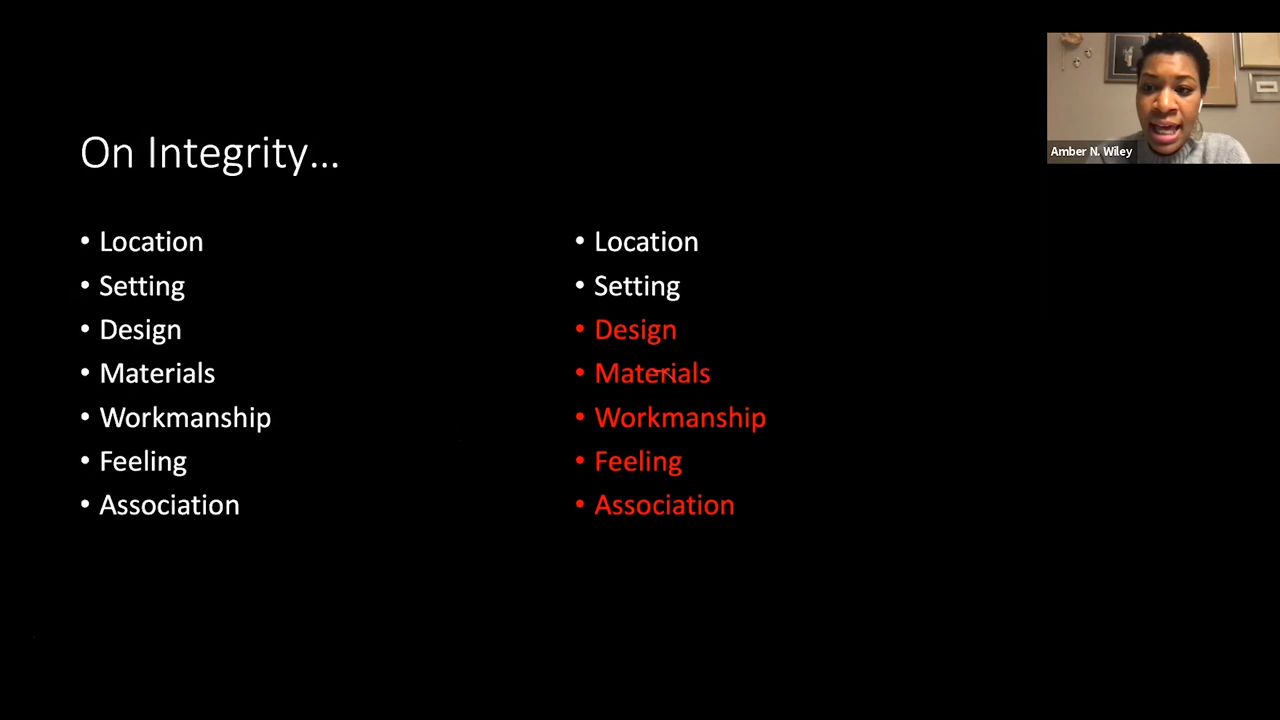 Amber N. Wiley
On Integrity...
• Location
• Setting
• Design
• Materials
• Workmanship
• Feeling
• Association
• Location
• Setting
• Design
• Materials
• Workmanship
• Feeling
• Association